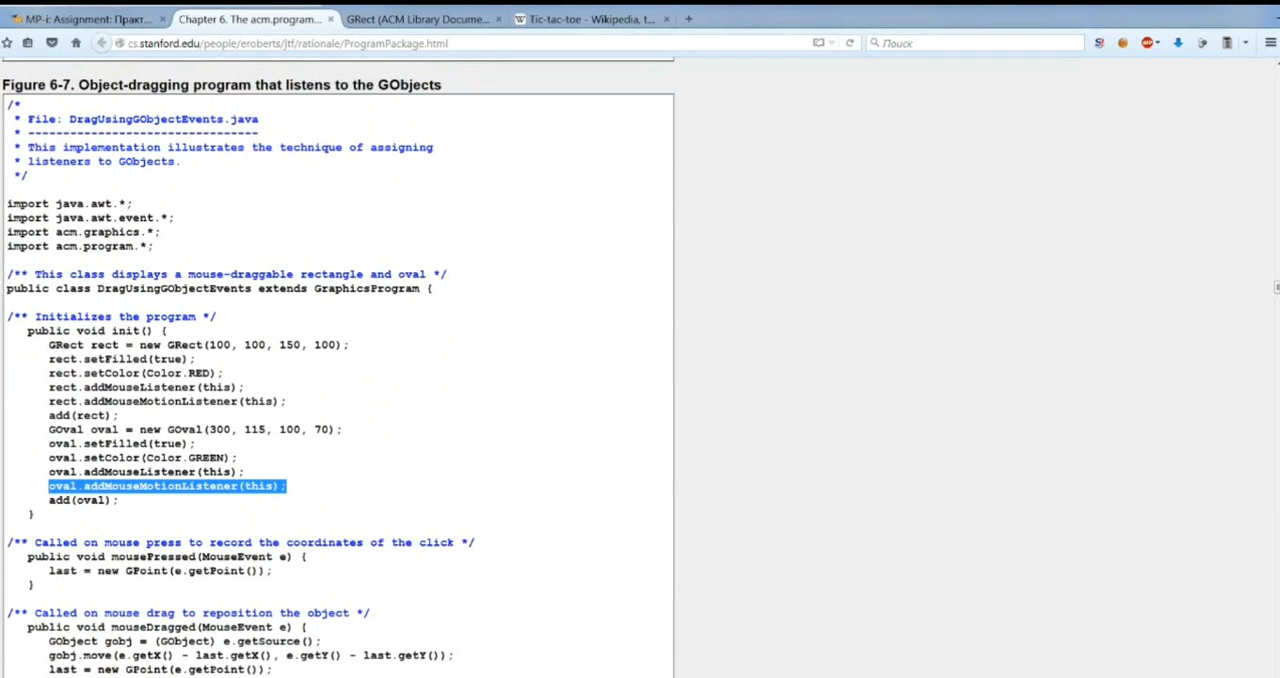 MP-i: Assignment: Практ...
Chapter 6. The acm.program...
GRect (ACM Library Docume...
Tic-tac-toe - Wikipedia, t...
cs.stanford.edu/people/eroberts/jtf/rationale/ProgramPackage.html
Поиск
Figure 6-7. Object-dragging program that listens to the GObjects
/*
* File: DragUsingGObjectEvents.java
* ---------------------------------
* This implementation illustrates the technique of assigning
* listeners to GObjects.
*/
import java.awt.*;
import java.awt.event.*;
import acm.graphics.*;
import acm.program.*;
/** This class displays a mouse-draggable rectangle and oval */
public class DragUsingGObjectEvents extends GraphicsProgram {
/** Initializes the program */
public void init() {
GRect rect = new GRect(100, 100, 150, 100);
rect.setFilled(true);
rect.setColor(Color.RED);
rect.addMouseListener(this);
rect.addMouseMotionListener(this);
add(rect);
GOval oval = new GOval(300, 115, 100, 70);
oval.setFilled(true);
oval.setColor(Color.GREEN);
oval.addMouseListener(this);
oval.addMouseMotionListener(this);
add(oval);
}
/** Called on mouse press to record the coordinates of the click */
public void mousePressed(MouseEvent e) {
last = new GPoint(e.getPoint());
}
/** Called on mouse drag to reposition the object */
public void mouseDragged(MouseEvent e) {
GObject gobj = (GObject) e.getSource();
gobj.move(e.getX() - last.getX(), e.getY() - last.getY());
last = new GPoint(e.getPoint());